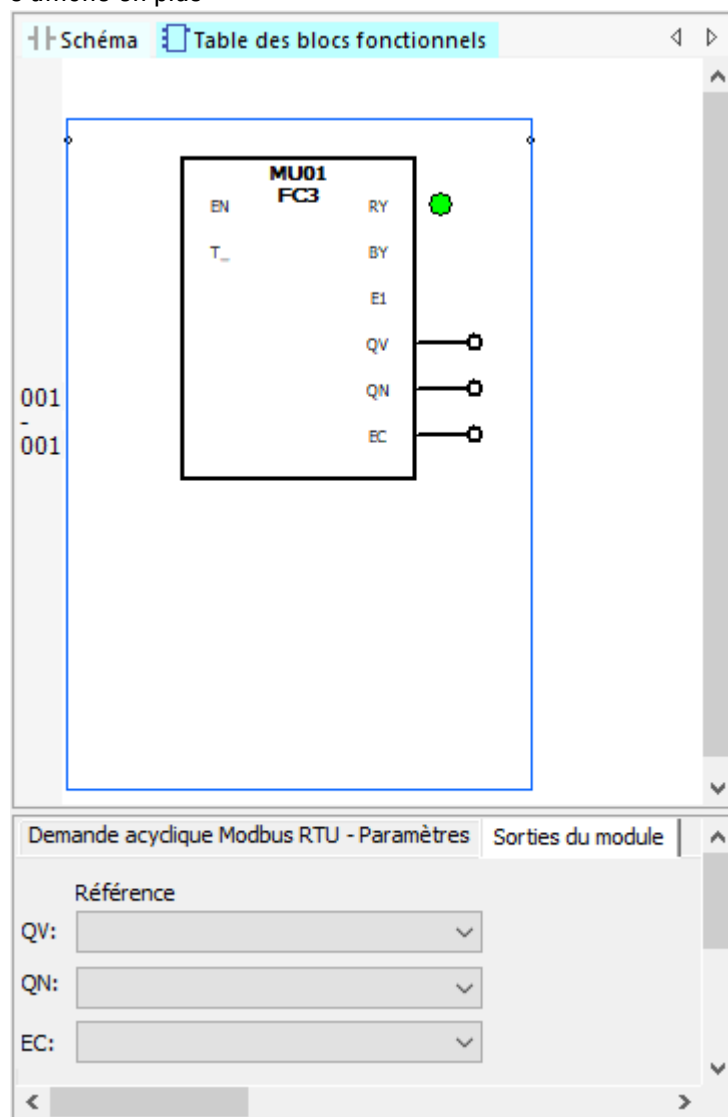 Schéma Table des blocs fonctionnels
MU01
FC3
EN RY
T_ BY
E1
QV
001 QN
-
001 EC
Demande acyclique Modbus RTU - Paramètres Sorties du module
Référence
QV:
QN:
EC: